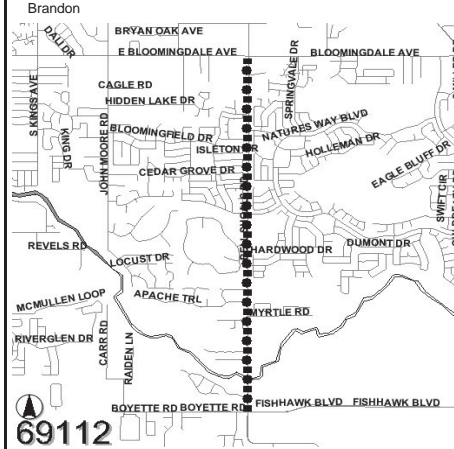 Brandon
BRYAN OAK AVE
DALI DR
E BLOOMINGDALE AVE
BLOOMINGDALE AVE
S KINGS AVE
CAGLE RD
HIDDEN LAKE DR
SPRINGVALE DR
KING DR
JOHN MOORE RD
BLOOMINGFIELD DR
NATURES WAY BLVD
ISLETON DR
HOLLEMAN DR
CEDAR GROVE DR
EAGLE BLUFF DR
SWIFT CIR
REVELS RD
HARDWOOD DR
DUMONT DR
LOCUST DR
MCMULLEN LOOP
APACHE TRL
MYRTLE RD
RIVERGLEN DR
CARR RD
RAIDEN LN
BOYETTE RD BOYETTE RD
FISHHAWK BLVD FISHHAWK BLVD
69112